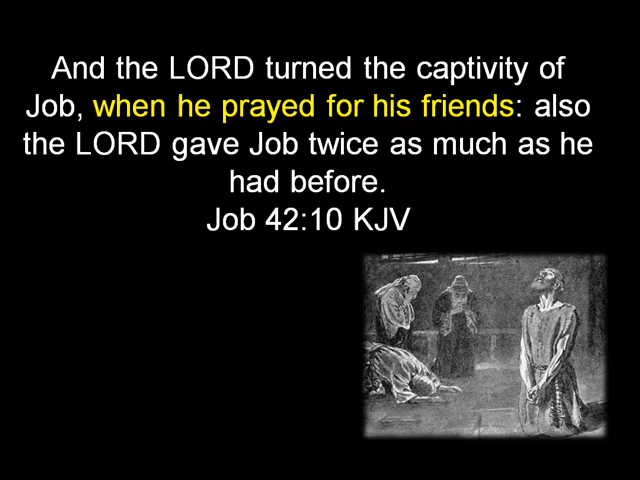 And the LORD turned the captivity of
Job, when he prayed for his friends: also
the LORD gave Job twice as much as he
had before.
Job 42:10 KJV